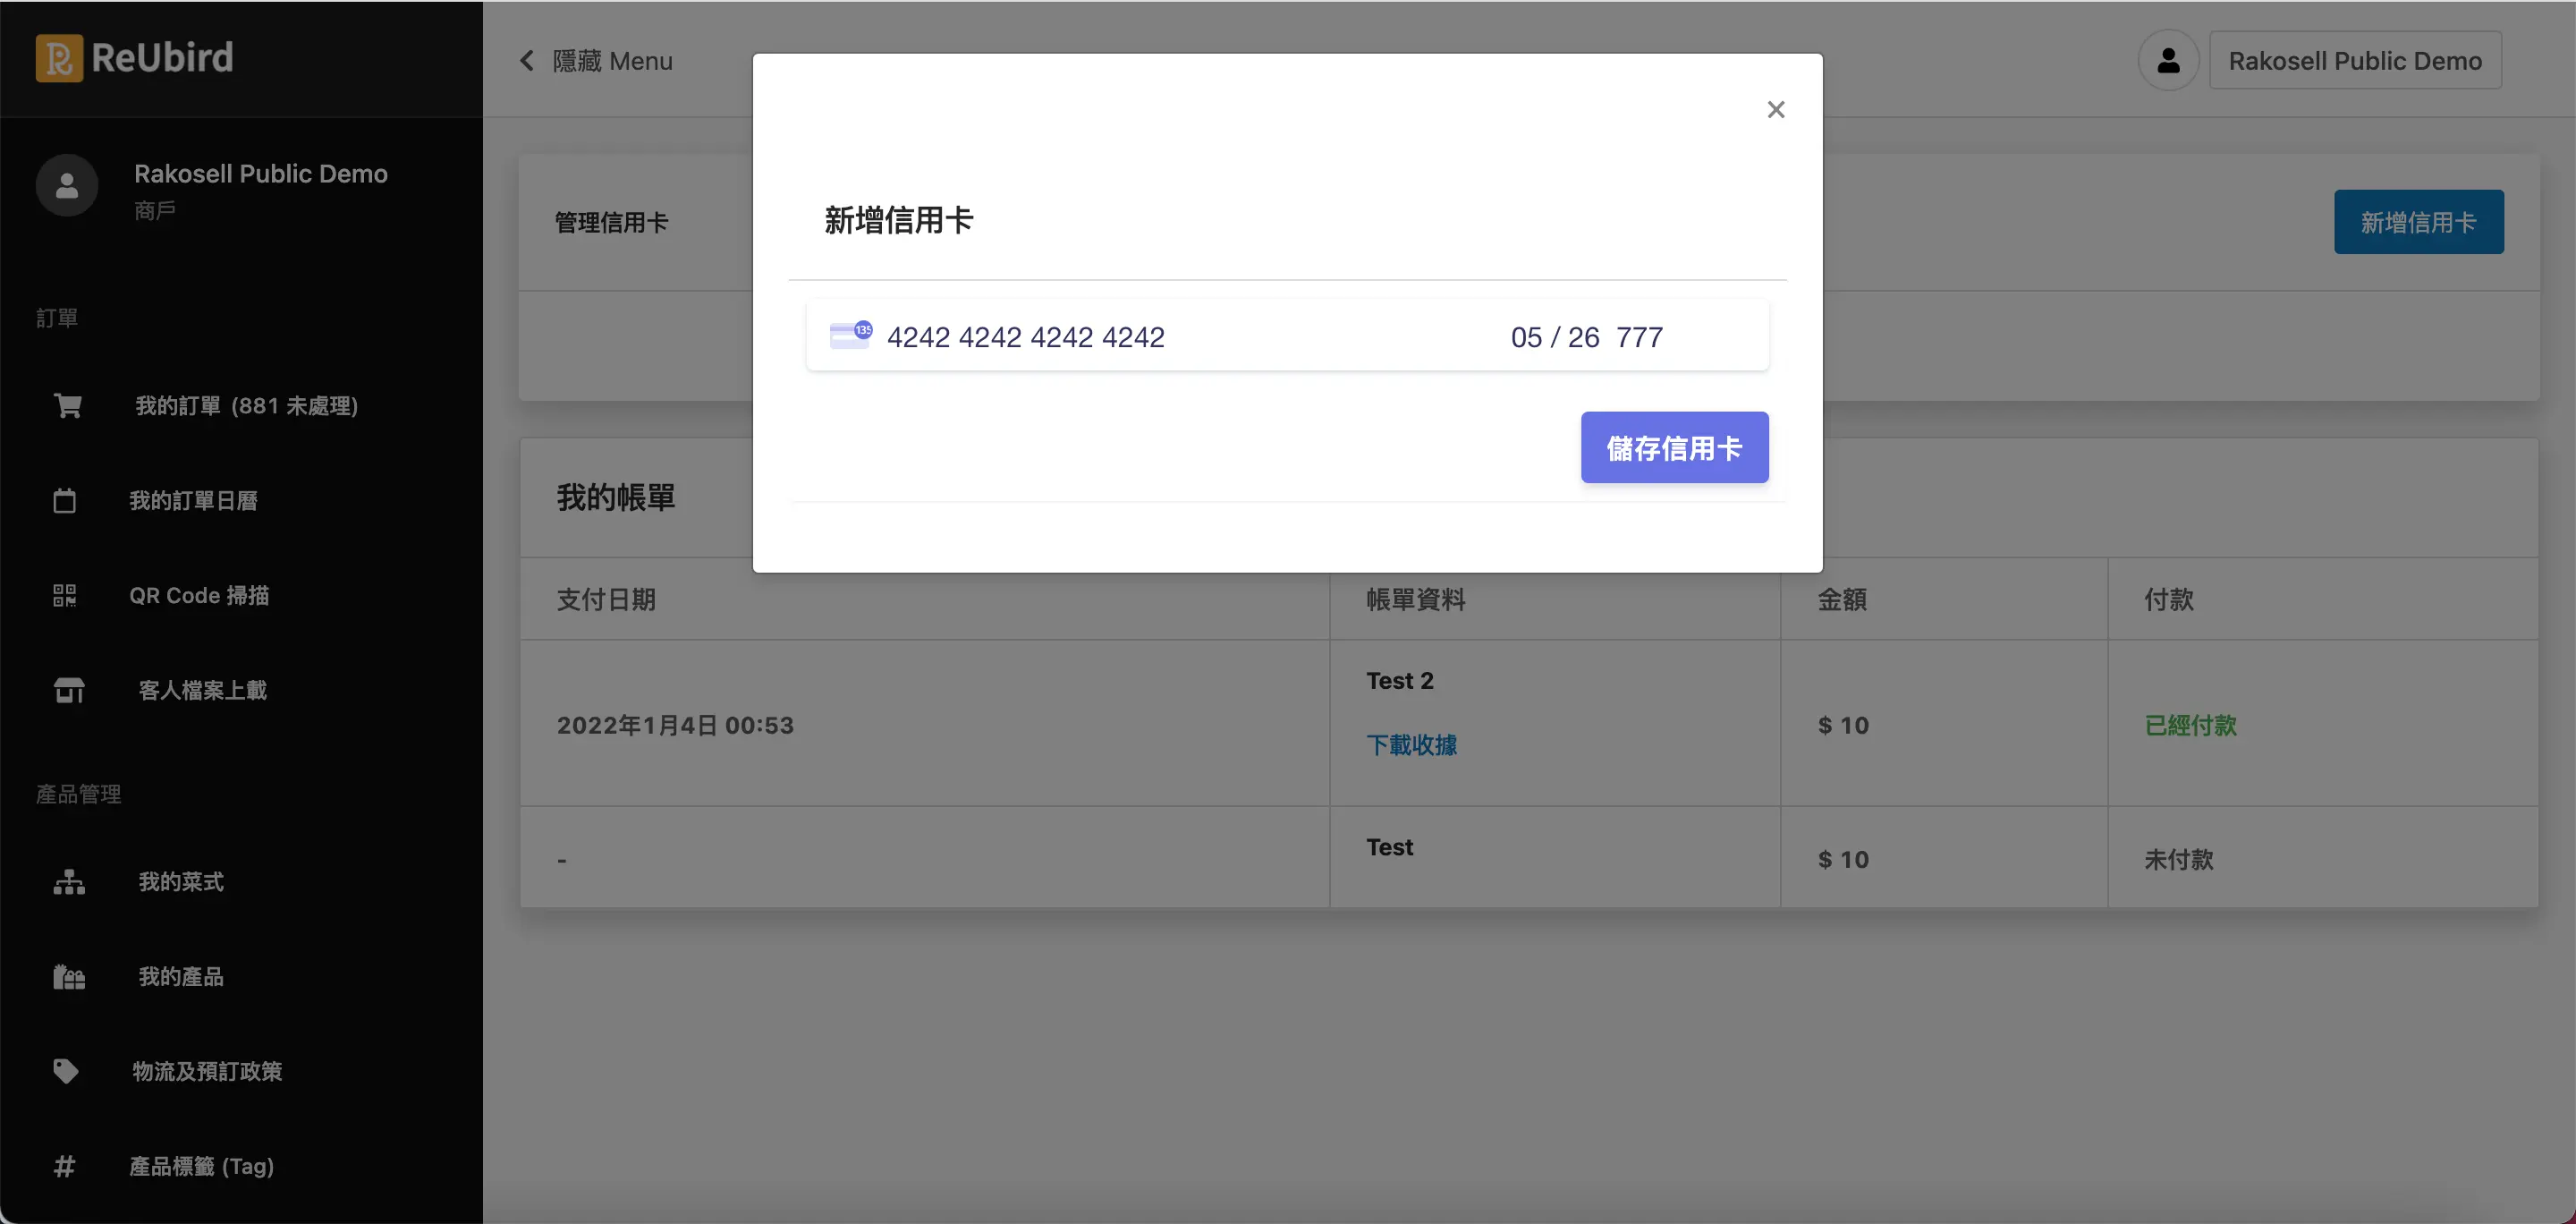 ReUbird
隱藏 Menu
Rakosell Public Demo
Rakosell Public Demo
商戶
訂單
我的訂單 (881 未處理)
我的訂單日曆
QR Code 掃描
客人檔案上載
產品管理
我的菜式
我的產品
物流及預訂政策
產品標籤 (Tag)
管理信用卡
新增信用卡
新增信用卡
135
4242 4242 4242 4242 05 / 26 777
儲存信用卡
我的帳單
支付日期 帳單資料 金額 付款
Test 2
2022年1月4日 00:53 $ 10 已經付款
下載收據
Test
- $ 10 未付款